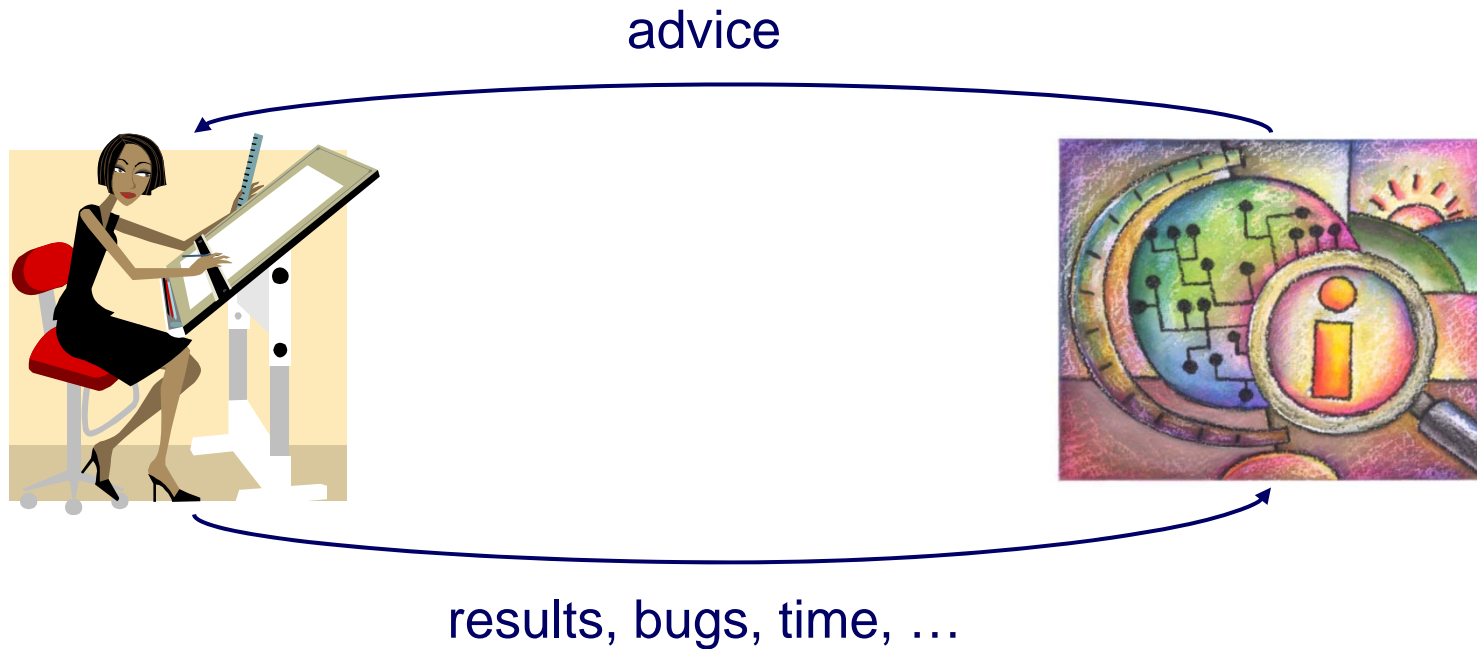 advice
i
results, bugs, time, …